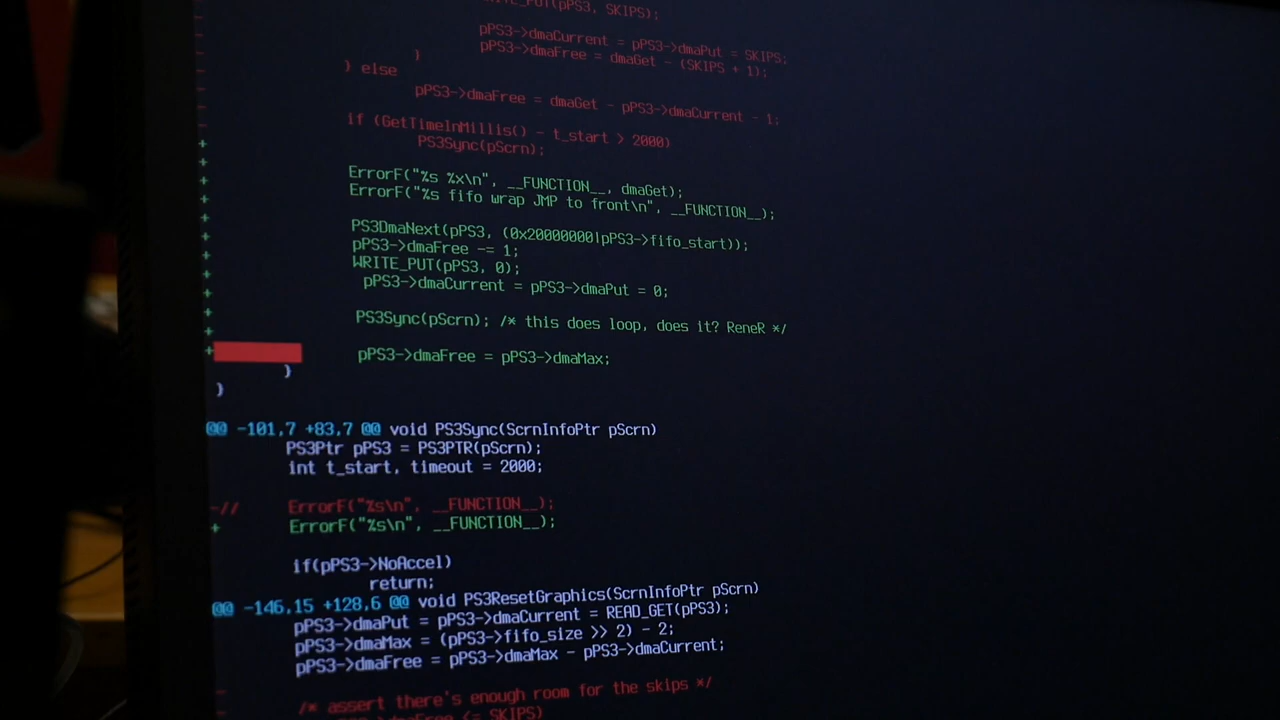 WRITE_PUT(pPS3, SKIPS);
- pPS3->dmaCurrent = pPS3->dmaPut = SKIPS;
- pPS3->dmaFree = dmaGet - (SKIPS + 1);
- }
- } else
- pPS3->dmaFree = dmaGet - pPS3->dmaCurrent - 1;
-
- if (GetTimeInMillis() - t_start > 2000)
- PS3Sync(pScrn);
+
+ ErrorF("%s %x\n", __FUNCTION__, dmaGet);
+ ErrorF("%s fifo wrap JMP to front\n", __FUNCTION__);
+
+ PS3DmaNext(pPS3, (0x20000000|pPS3->fifo_start));
+ pPS3->dmaFree -= 1;
+ WRITE_PUT(pPS3, 0);
+ pPS3->dmaCurrent = pPS3->dmaPut = 0;
+
+ PS3Sync(pScrn); /* this does loop, does it? ReneR */
+
+ pPS3->dmaFree = pPS3->dmaMax;
}
}
@@ -101,7 +83,7 @@ void PS3Sync(ScrnInfoPtr pScrn)
PS3Ptr pPS3 = PS3PTR(pScrn);
int t_start, timeout = 2000;
-// ErrorF("%s\n", __FUNCTION__);
+ ErrorF("%s\n", __FUNCTION__);
if(pPS3->NoAccel)
return;
@@ -146,15 +128,6 @@ void PS3ResetGraphics(ScrnInfoPtr pScrn)
pPS3->dmaPut = pPS3->dmaCurrent = READ_GET(pPS3);
pPS3->dmaMax = (pPS3->fifo_size >> 2) - 2;
pPS3->dmaFree = pPS3->dmaMax - pPS3->dmaCurrent;
-
- /* assert there's enough room for the skips */
(pPS3->dmaFree <= SKIPS)